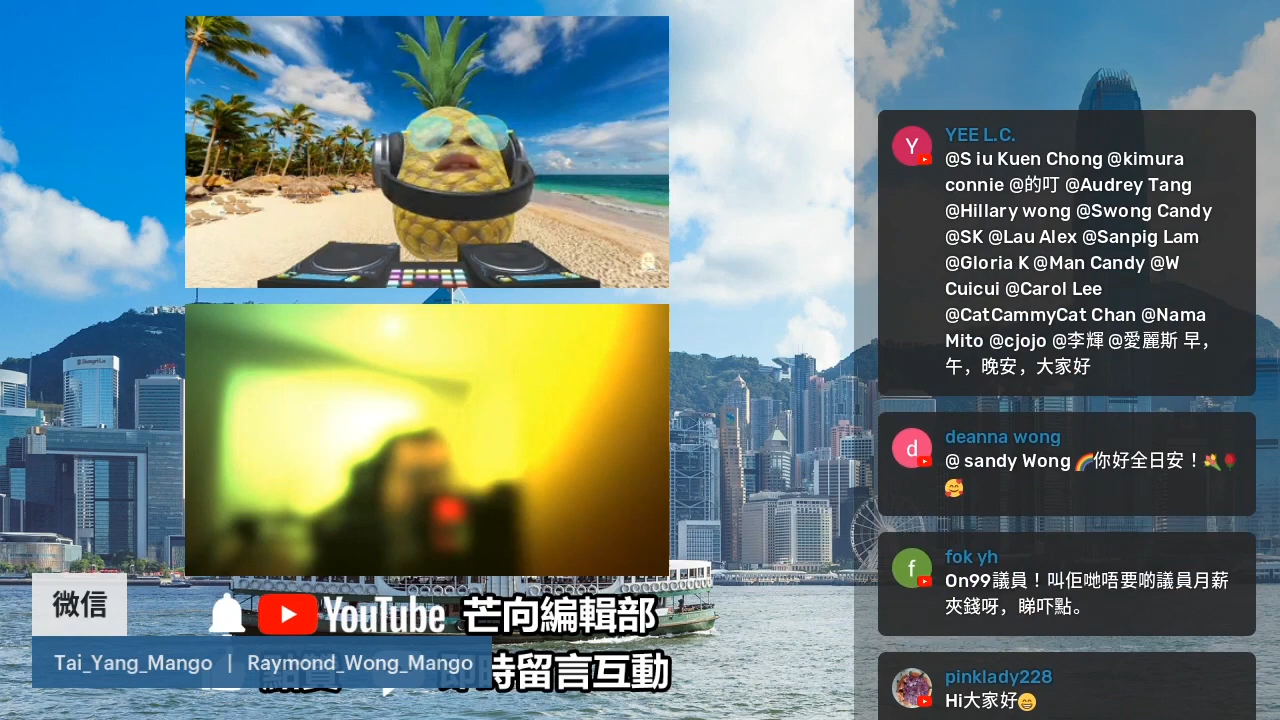 YEE L.C.
@S iu Kuen Chong @kimura
connie @的叮 @Audrey Tang
@Hillary wong @Swong Candy
@SK @Lau Alex @Sanpig Lam
@Gloria K @Man Candy @W
Cuicui @Carol Lee
@CatCammyCat Chan @Nama
Mito @cjojo @李輝 @愛麗斯 早，
午，晚安，大家好
deanna wong
@ sandy Wong🌈你好全日安！💐🌹
🥰
fok yh
On99議員！叫佢哋唔要啲議員月薪
夾錢呀，睇吓點。
pinklady228
Hi大家好😁
微信
YouTube 芒向編輯部
Tai_Yang_Mango | Raymond_Wong_Mango
即時留言互動